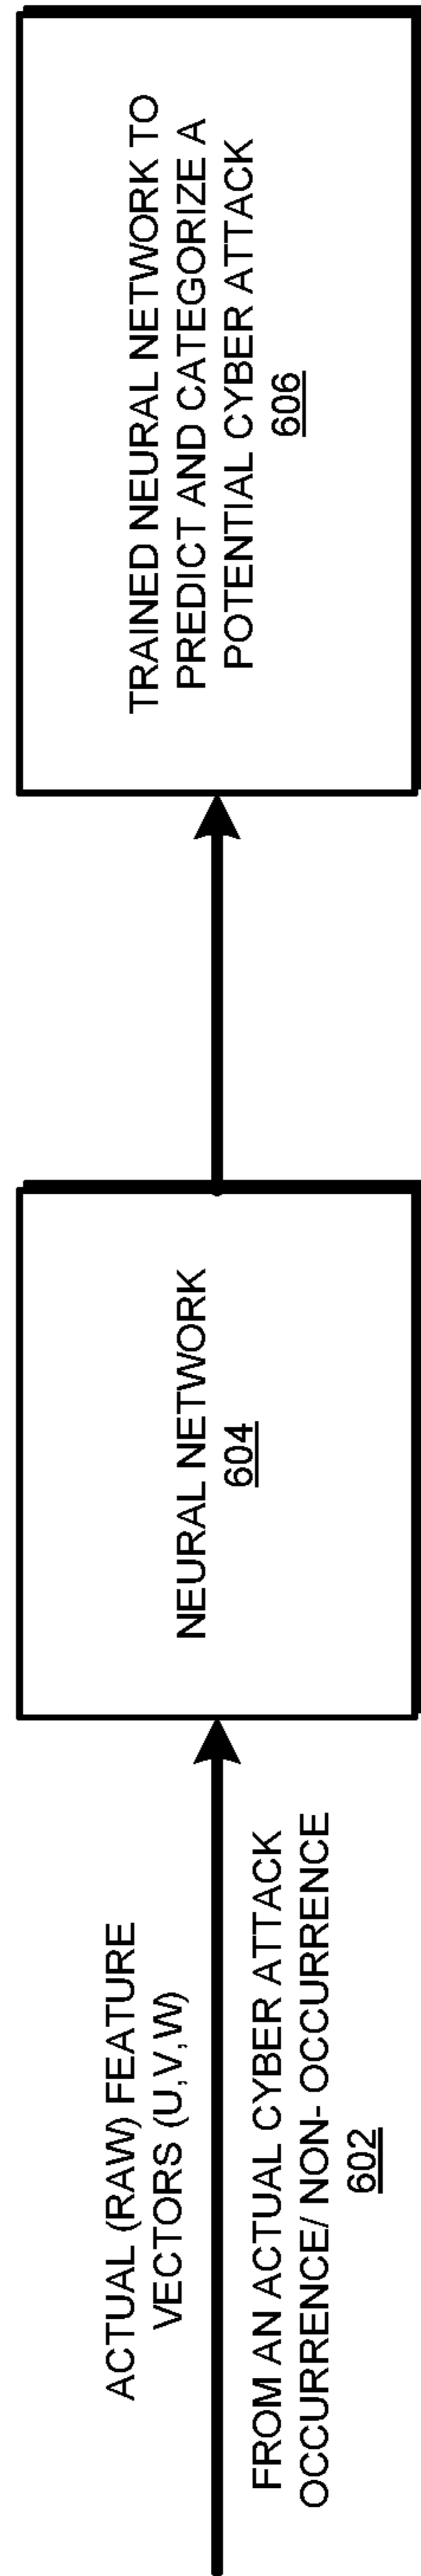 ACTUAL (RAW) FEATURE
VECTORS (U,V,W)
FROM AN ACTUAL CYBER ATTACK
OCCURRENCE/ NON- OCCURRENCE
602
NEURAL NETWORK
604
TRAINED NEURAL NETWORK TO
PREDICT AND CATEGORIZE A
POTENTIAL CYBER ATTACK
606